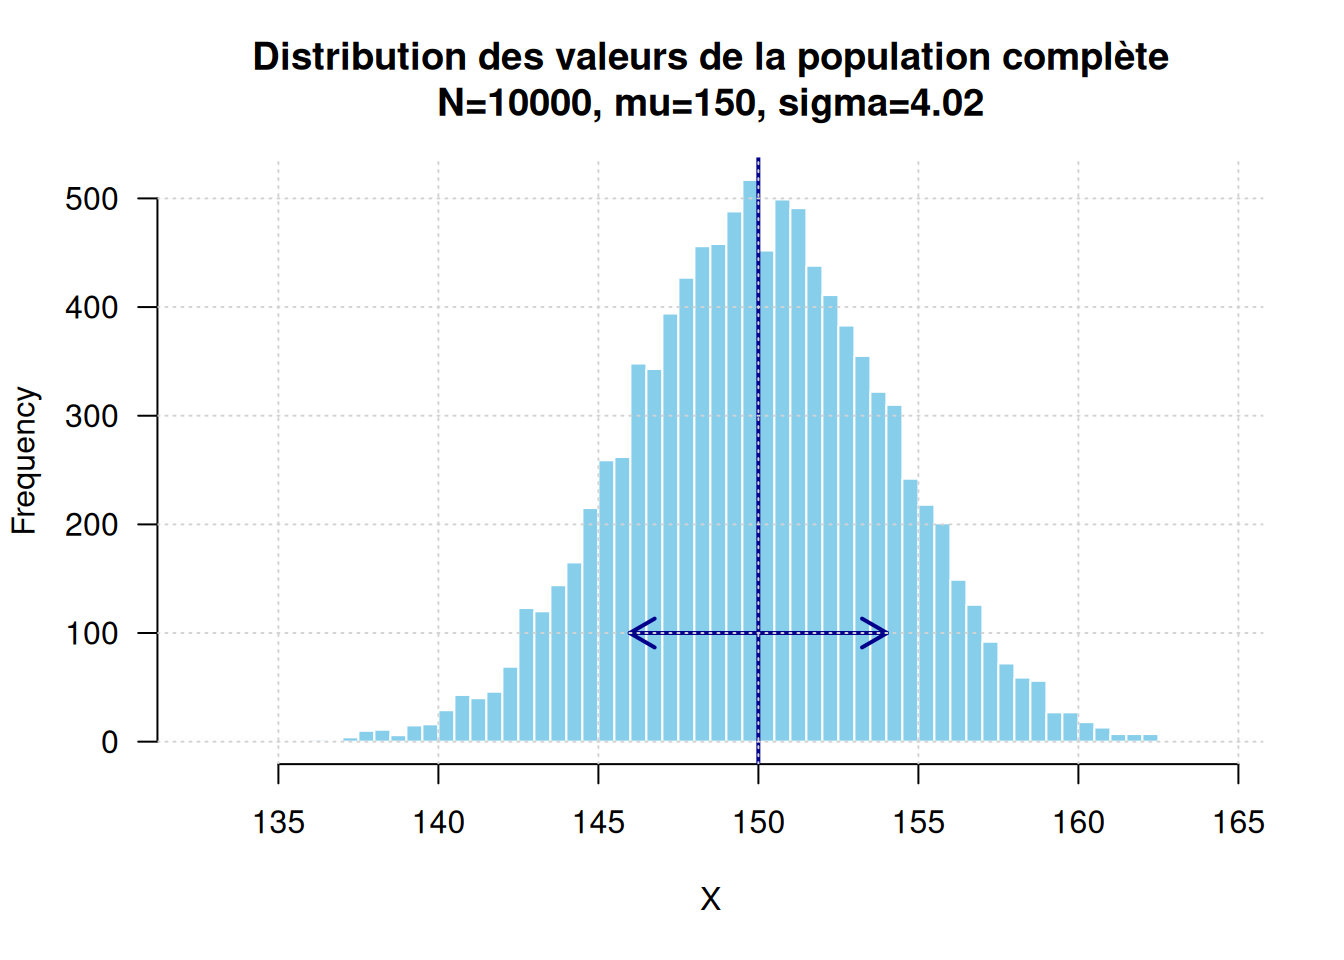 Distribution des valeurs de la population complète
N=10000, mu=150, sigma=4.02
500
400
300
200
100
0
Frequency
135 140 145 150 155 160 165
X